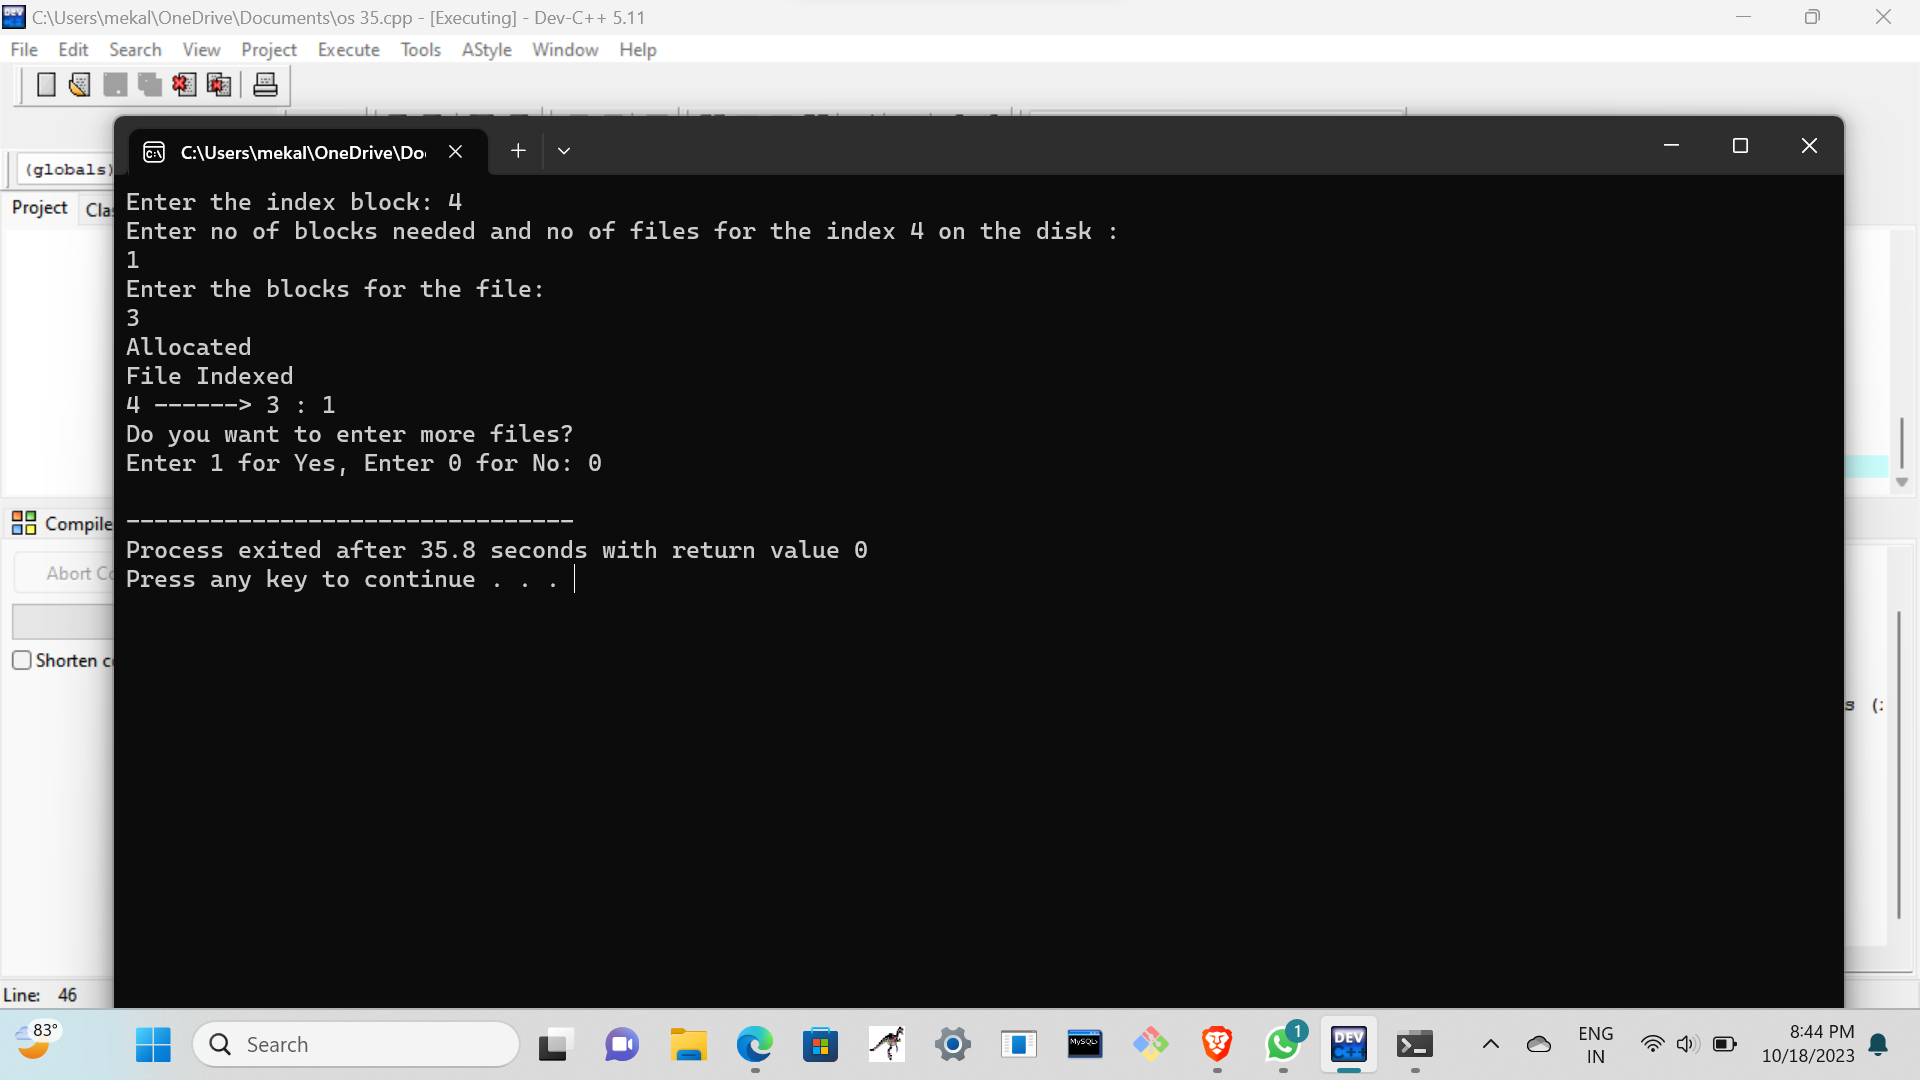 C:\Users\mekal\OneDrive\Documents\os 35.cpp - [Executing] - Dev-C++ 5.11
File Edit Search View Project Execute Tools AStyle Window Help
C:\Users\mekal\OneDrive\Do
(globals)
Project
Enter the index block: 4
Enter no of blocks needed and no of files for the index 4 on the disk :
1
Enter the blocks for the file:
3
Allocated
File Indexed
4 ------> 3 : 1
Do you want to enter more files?
Enter 1 for Yes, Enter 0 for No: 0
--------------------------------
Process exited after 35.8 seconds with return value 0
Press any key to continue . . .
Compile
Abort
Shorten
Line: 46
83°
Search
MySQL
1
DEV
C++
ENG
IN
8:44 PM
10/18/2023